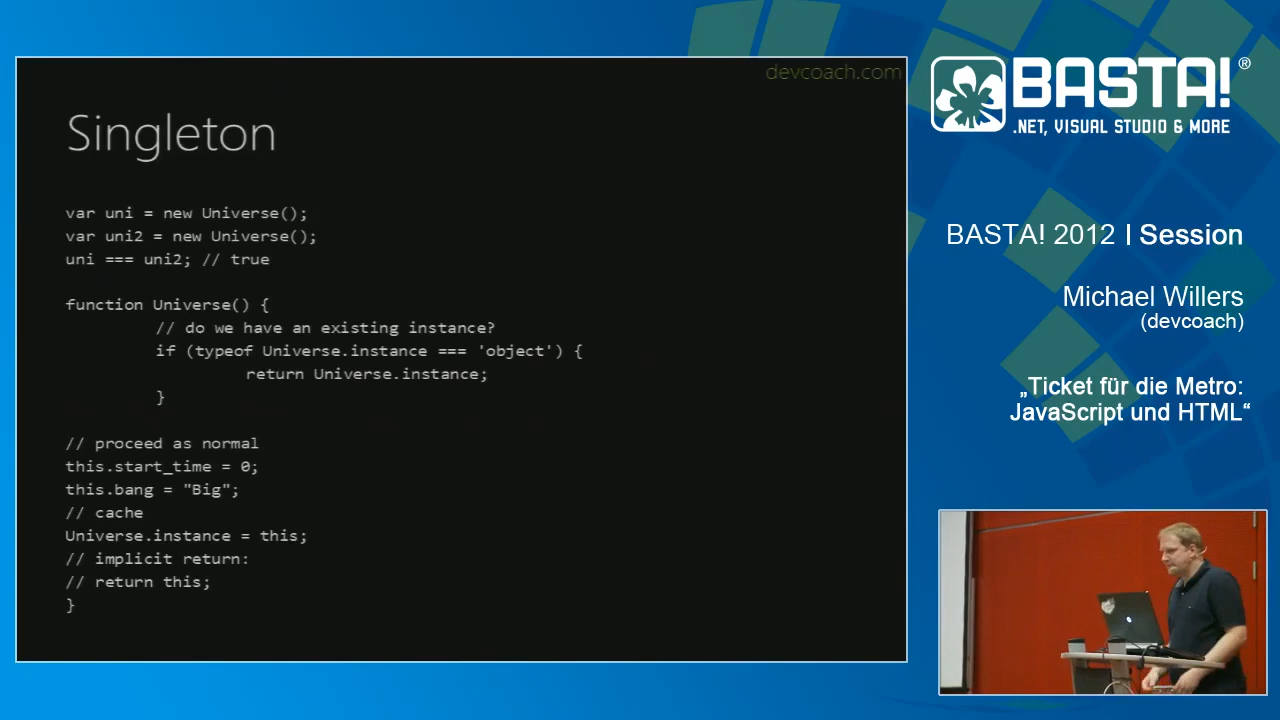 devcoach.com
Singleton
var uni = new Universe();
var uni2 = new Universe();
uni === uni2; // true
function Universe() {
// do we have an existing instance?
if (typeof Universe.instance === 'object') {
return Universe.instance;
}
// proceed as normal
this.start_time = 0;
this.bang = "Big";
// cache
Universe.instance = this;
// implicit return:
// return this;
}
BASTA!®
.NET, VISUAL STUDIO & MORE
BASTA! 2012 I Session
Michael Willers
(devcoach)
„Ticket für die Metro:
JavaScript und HTML“